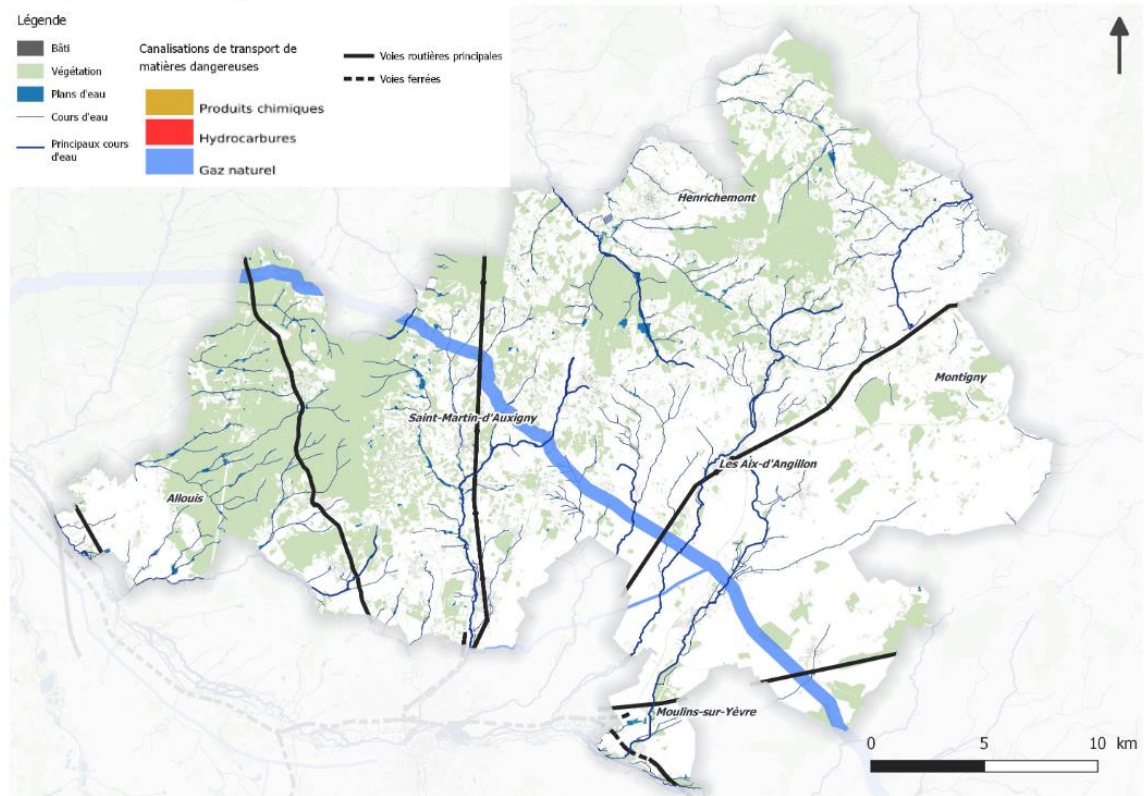 Légende
Bâti
Végétation
Plans d'eau
Cours d'eau
Principaux cours
d'eau
Canalisations de transport de
matières dangereuses
Produits chimiques
Hydrocarbures
Gaz naturel
Voies routières principales
Voies ferrées
Henrichemont
Montigny
Saint-Martin-d'Auxigny
Les Aix-d'Angillon
Allouis
Moulins-sur-Yèvre
0 5 10 km